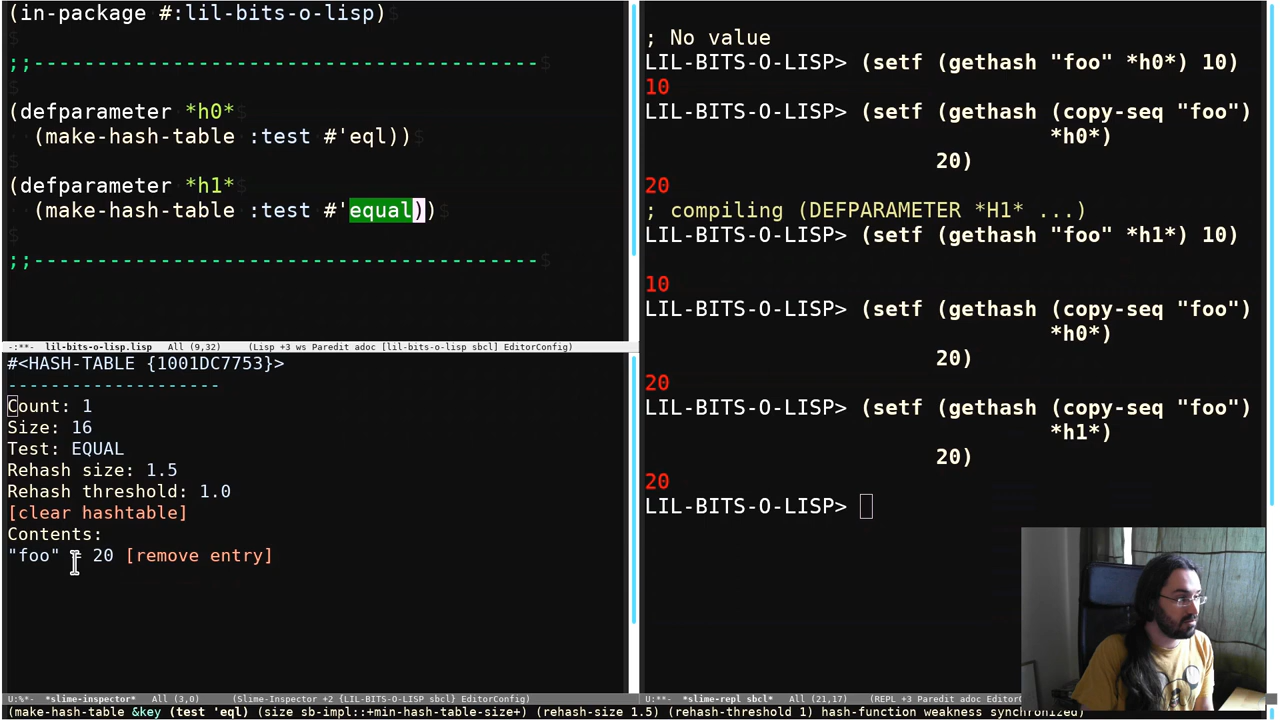 (in-package #:lil-bits-o-lisp)$
$
;;----------------------------------------$
$
(defparameter *h0*$
(make-hash-table :test #'eql))$
$
(defparameter *h1*$
(make-hash-table :test #'equal))$
$
;;----------------------------------------$
-:**- lil-bits-o-lisp.lisp All (9,32) (Lisp +3 ws Paredit adoc [lil-bits-o-lisp sbcl] EditorConfig)
#<HASH-TABLE {1001DC7753}>
--------------------
Count: 1
Size: 16
Test: EQUAL
Rehash size: 1.5
Rehash threshold: 1.0
[clear hashtable]
Contents:
"foo" = 20 [remove entry]
U:%*- *slime-inspector* All (3,0) (Slime-Inspector +2 {LIL-BITS-O-LISP sbcl} EditorConfig)
; No value
LIL-BITS-O-LISP> (setf (gethash "foo" *h0*) 10)
10
LIL-BITS-O-LISP> (setf (gethash (copy-seq "foo")
*h0*)
20)
20
; compiling (DEFPARAMETER *H1* ...)
LIL-BITS-O-LISP> (setf (gethash "foo" *h1*) 10)
10
LIL-BITS-O-LISP> (setf (gethash (copy-seq "foo")
*h0*)
20)
20
LIL-BITS-O-LISP> (setf (gethash (copy-seq "foo")
*h1*)
20)
20
LIL-BITS-O-LISP>
U:**- *slime-repl sbcl* All (21,17) (REPL +3 Paredit adoc EditorC
(make-hash-table &key (test 'eql) (size sb-impl::+min-hash-table-size+) (rehash-size 1.5) (rehash-threshold 1) hash-function weakness synchronized)